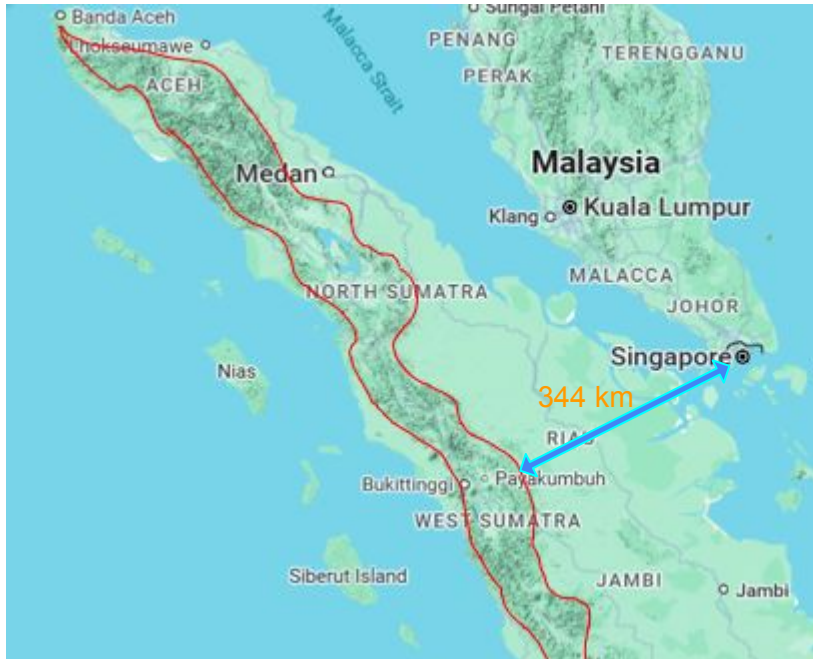 Sungai Petani
Banda Aceh
Lhokseumawe
PENANG
TERENGGANU
PERAK
ACEH
Malacca Strait
Medan
Malaysia
Klang
Kuala Lumpur
MALACCA
NORTH SUMATRA
JOHOR
Singapore
Nias
344 km
RIAU
Bukittinggi
Payakumbuh
WEST SUMATRA
Siberut Island
JAMBI
Jambi